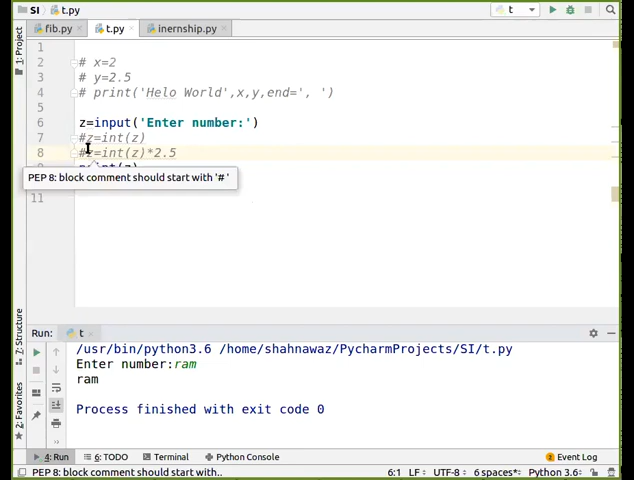 SI t.py t
fib.py t.py inernship.py
1: Project
1
2 # x=2
3 # y=2.5
4 # print('Helo World',x,y,end=', ')
5
6 z=input('Enter number:')
7 #z=int(z)
8 #z=int(z)*2.5
PEP 8: block comment should start with '# '
11
7: Structure
2: Favorites
Run: t
/usr/bin/python3.6 /home/shahnawaz/PycharmProjects/SI/t.py
Enter number:ram
ram
Process finished with exit code 0
4: Run 6: TODO Terminal Python Console 2 Event Log
PEP 8: block comment should start with.. 6:1 LF UTF-8 6 spaces* Python 3.6